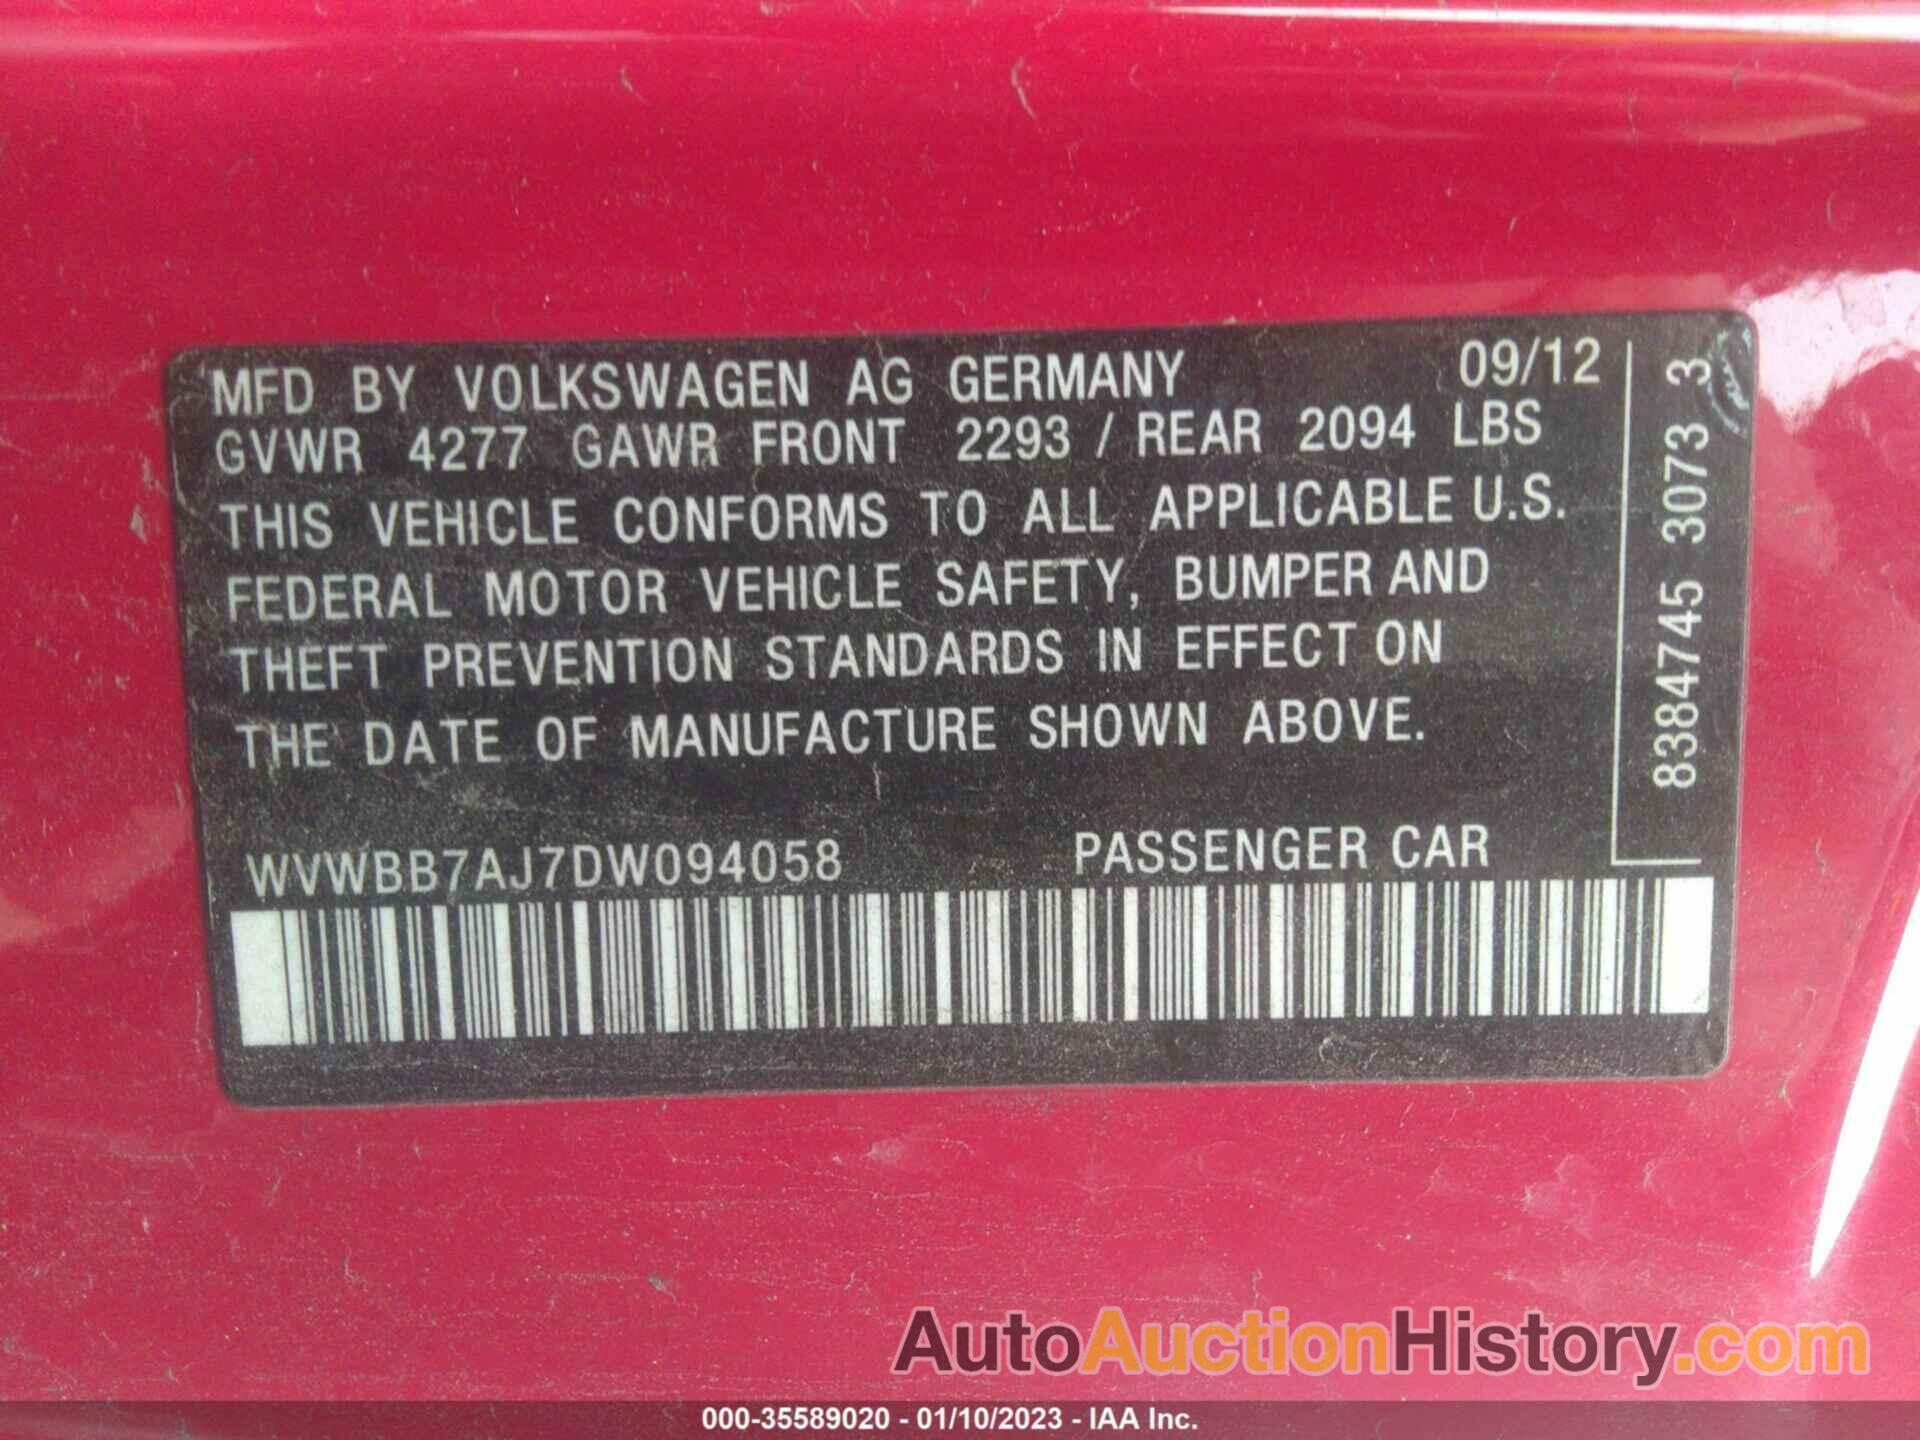 MFD BY VOLKSWAGEN AG GERMANY 09/12
GVWR 4277 GAWR FRONT 2293 / REAR 2094 LBS
THIS VEHICLE CONFORMS TO ALL APPLICABLE U.S.
FEDERAL MOTOR VEHICLE SAFETY, BUMPER AND
THEFT PREVENTION STANDARDS IN EFFECT ON
THE DATE OF MANUFACTURE SHOWN ABOVE.
WVWBB7AJ7DW094058 PASSENGER CAR
8384745 3073 3
AutoAuctionHistory.com
000-35589020 - 01/10/2023 - IAA Inc.